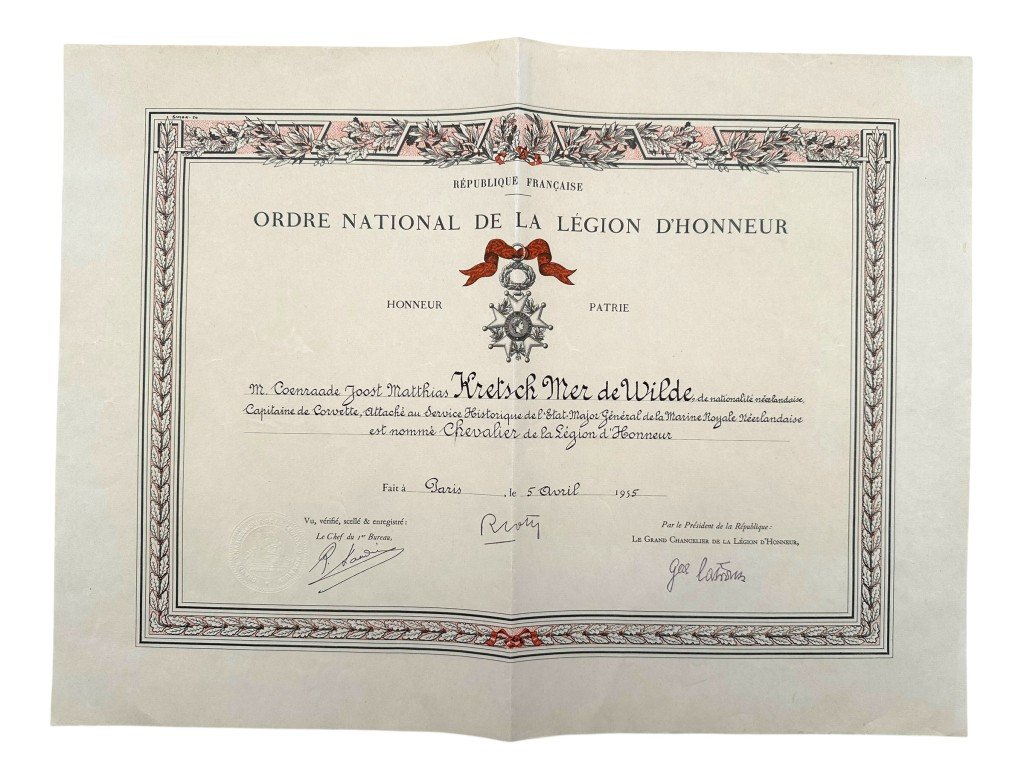 RÉPUBLIQUE FRANÇAISE
ORDRE NATIONAL DE LA LÉGION D'HONNEUR
HONNEUR PATRIE
M. Coenraade Joost Matthias Kretsch Mer de Wilde, de nationalité néerlandaise,
Capitaine de Corvette, Attaché au Service Historique de l'Etat-Major Général de la Marine Royale Néerlandaise
est nommé Chevalier de la Légion d'Honneur
Fait à Paris, le 5 Avril 1955
Vu, vérifié, scellé & enregistré :
Le Chef du 1er Bureau,
Par le Président de la République :
LE GRAND CHANCELIER DE LA LÉGION D'HONNEUR,